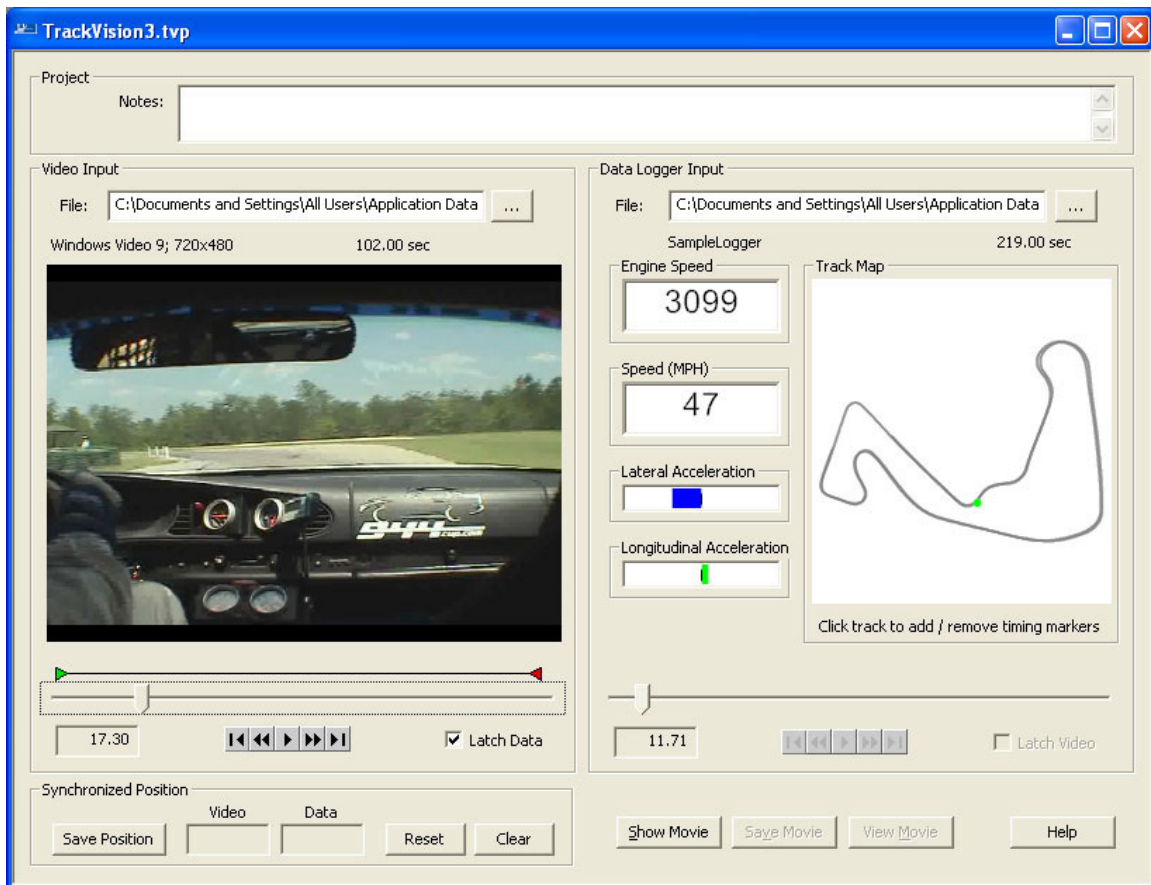 TrackVision3.tvp
Project
Notes:
Video Input
File: C:\Documents and Settings\All Users\Application Data ...
Windows Video 9; 720x480 102.00 sec
944
17.30
Latch Data
Data Logger Input
File: C:\Documents and Settings\All Users\Application Data ...
SampleLogger 219.00 sec
Engine Speed
3099
Speed (MPH)
47
Lateral Acceleration
Longitudinal Acceleration
Track Map
Click track to add / remove timing markers
11.71
Latch Video
Synchronized Position
Video Data
Save Position Reset Clear
Show Movie Save Movie View Movie Help